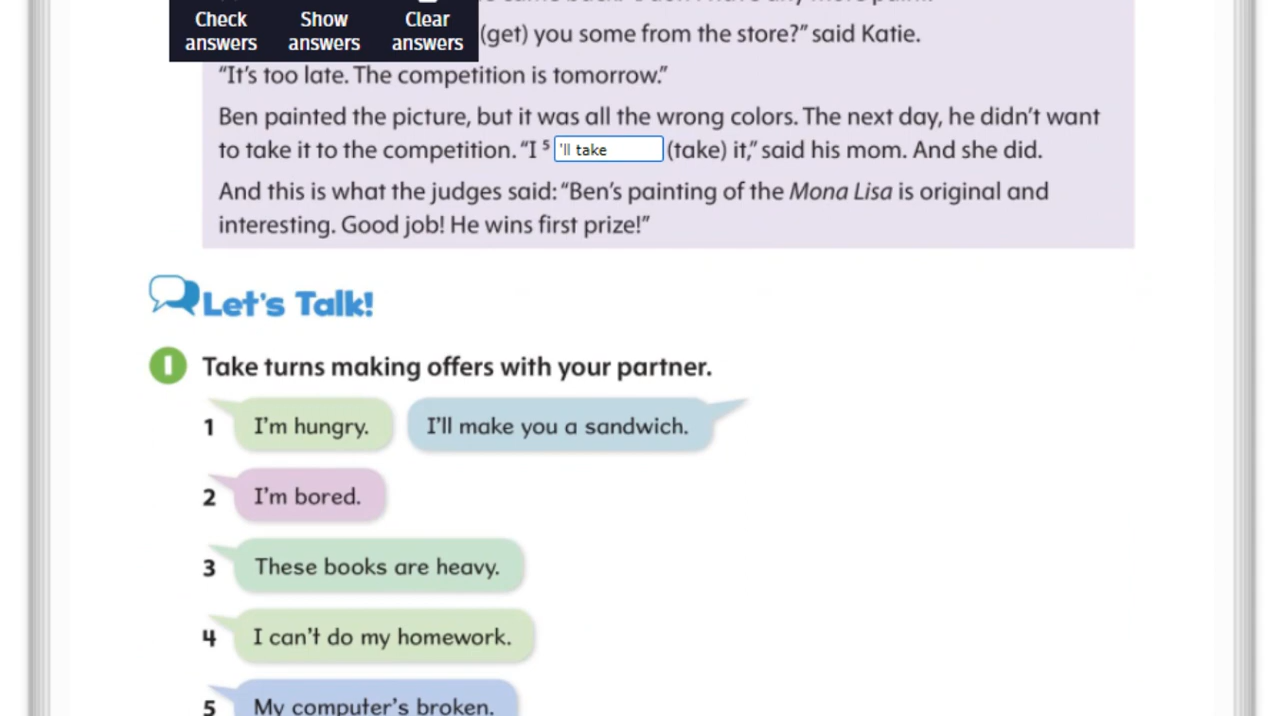 Check answers
Show answers
Clear answers
(get) you some from the store?” said Katie.
“It’s too late. The competition is tomorrow.”
Ben painted the picture, but it was all the wrong colors. The next day, he didn’t want
to take it to the competition. “I 5 'll take (take) it,” said his mom. And she did.
And this is what the judges said: “Ben’s painting of the Mona Lisa is original and
interesting. Good job! He wins first prize!”
Let’s Talk!
1 Take turns making offers with your partner.
1 I’m hungry. I’ll make you a sandwich.
2 I’m bored.
3 These books are heavy.
4 I can’t do my homework.
5 My computer’s broken.